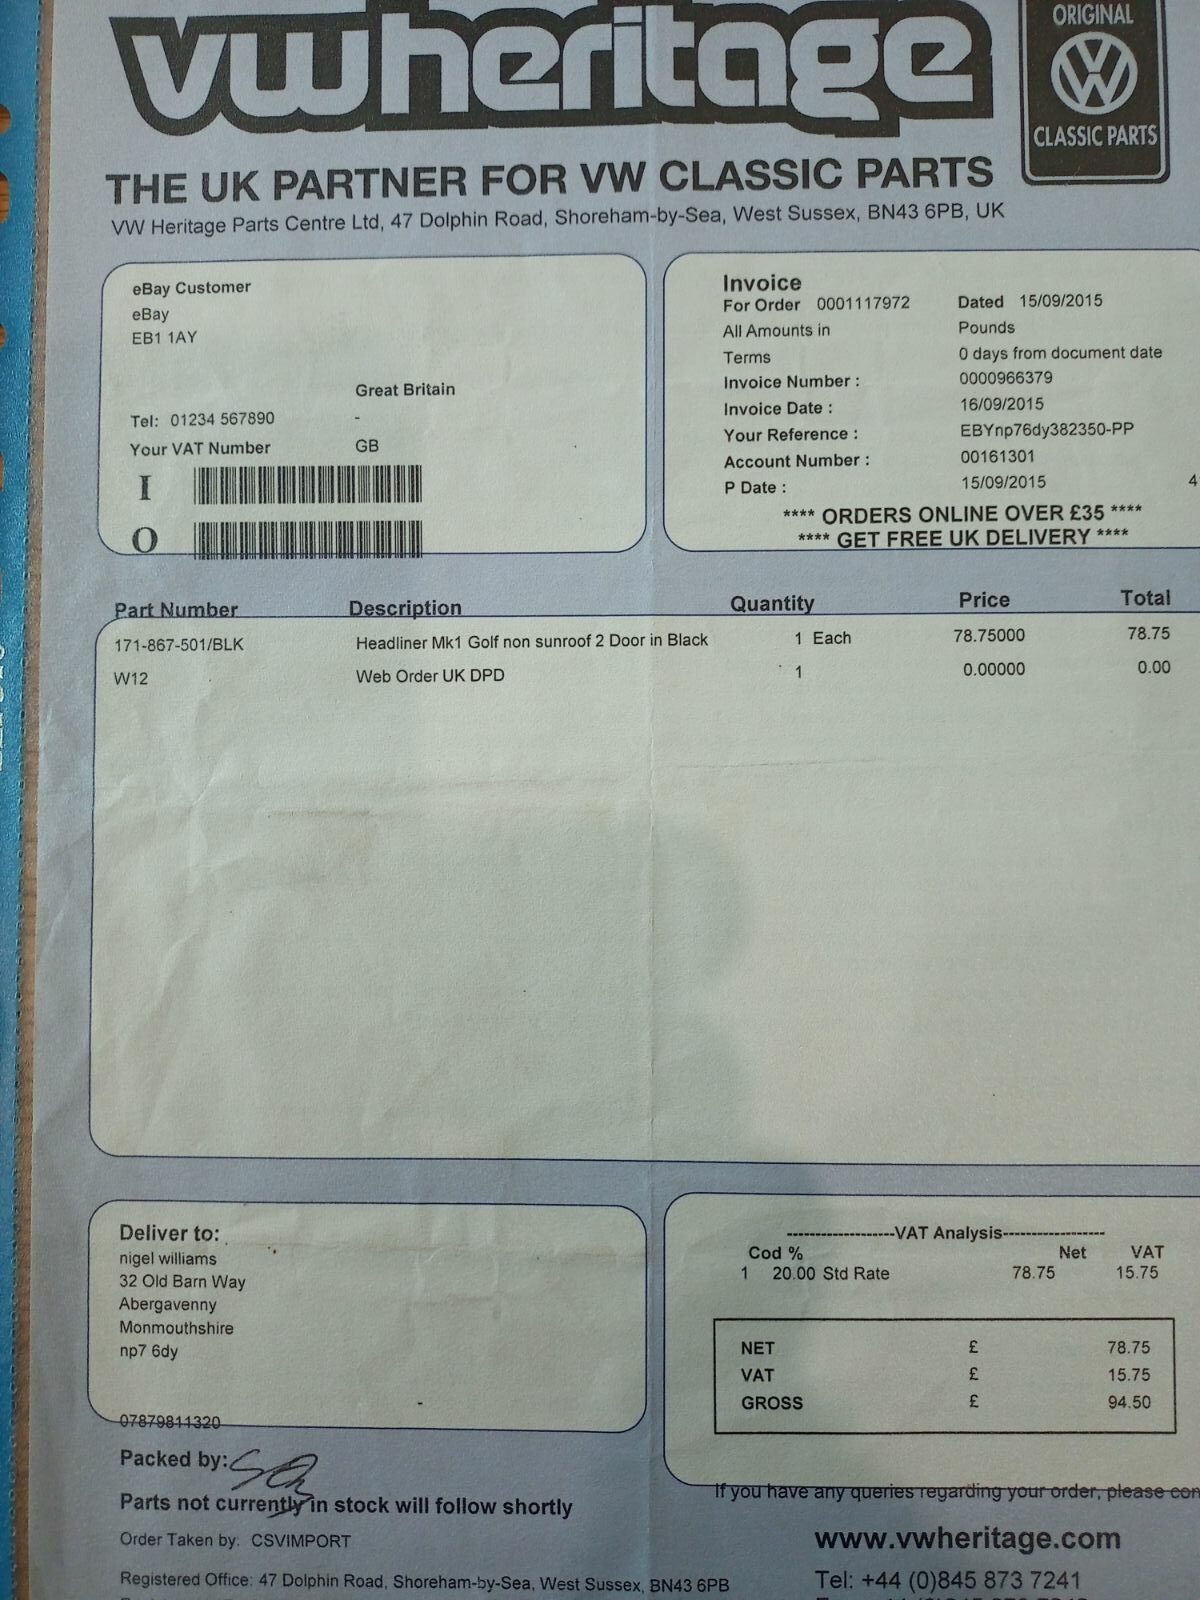 vwheritage
ORIGINAL
CLASSIC PARTS
THE UK PARTNER FOR VW CLASSIC PARTS
VW Heritage Parts Centre Ltd, 47 Dolphin Road, Shoreham-by-Sea, West Sussex, BN43 6PB, UK
eBay Customer
eBay
EB1 1AY
Great Britain
Tel: 01234 567890 -
Your VAT Number GB
I
O
Invoice
For Order 0001117972 Dated 15/09/2015
All Amounts in Pounds
Terms 0 days from document date
Invoice Number : 0000966379
Invoice Date : 16/09/2015
Your Reference : EBYnp76dy382350-PP
Account Number : 00161301
P Date : 15/09/2015 4
**** ORDERS ONLINE OVER £35 ****
**** GET FREE UK DELIVERY ****
Part Number Description Quantity Price Total
171-867-501/BLK Headliner Mk1 Golf non sunroof 2 Door in Black 1 Each 78.75000 78.75
W12 Web Order UK DPD 1 0.00000 0.00
Deliver to:
nigel williams
32 Old Barn Way
Abergavenny
Monmouthshire
np7 6dy
-
07879811320
--------------------VAT Analysis-------------------
Cod % Net VAT
1 20.00 Std Rate 78.75 15.75
NET £ 78.75
VAT £ 15.75
GROSS £ 94.50
Packed by:
Parts not currently in stock will follow shortly
Order Taken by: CSVIMPORT
Registered Office: 47 Dolphin Road, Shoreham-by-Sea, West Sussex, BN43 6PB
If you have any queries regarding your order, please con
www.vwheritage.com
Tel: +44 (0)845 873 7241